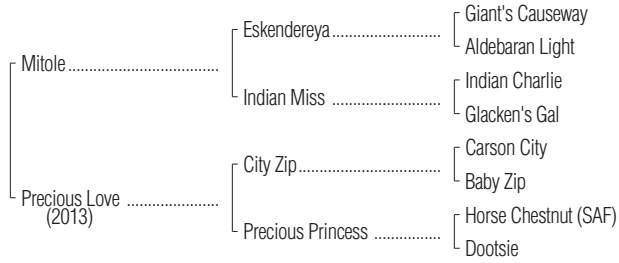 Giant's Causeway
Eskendereya
Aldebaran Light
Mitole
Indian Charlie
Indian Miss
Glacken's Gal
Carson City
City Zip
Baby Zip
Precious Love
(2013)
Horse Chestnut (SAF)
Precious Princess
Dootsie